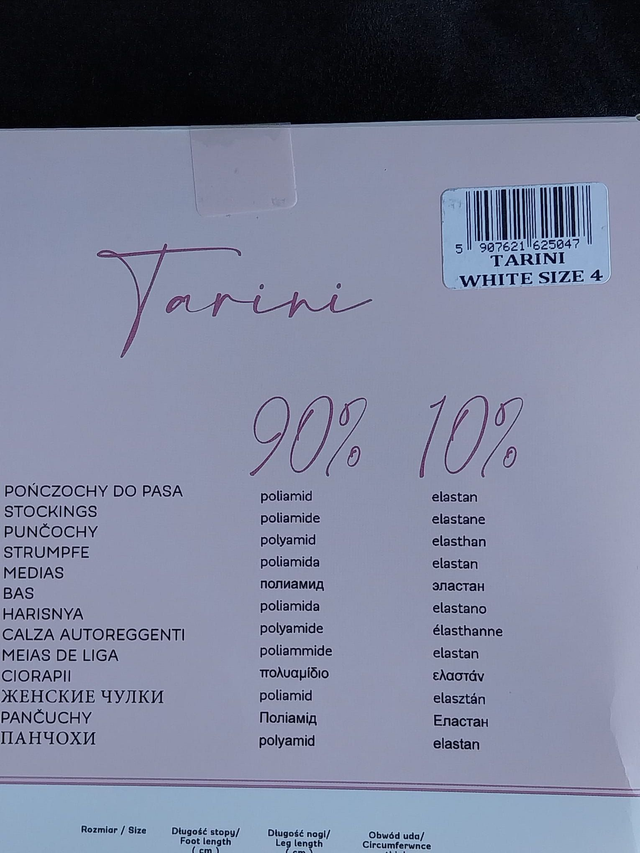 5 907621 625047
TARINI
WHITE SIZE 4
Tarini
90% 10%
POŃCZOCHY DO PASA
STOCKINGS
PUNČOCHY
STRUMPFE
MEDIAS
BAS
HARISNYA
CALZA AUTOREGGENTI
MEIAS DE LIGA
CIORAPII
ЖЕНСКИЕ ЧУЛКИ
PANČUCHY
ПАНЧОХИ
poliamid
poliamide
polyamid
poliamida
полиамид
poliamida
polyamide
poliammide
πολυαμίδιο
poliamid
Поліамід
polyamid
elastan
elastane
elasthan
elastan
эластан
elastano
élasthanne
elastan
ελαστάν
elasztán
Еластан
elastan
Rozmiar / Size
Długość stopy/
Foot length
( cm )
Długość nogi/
Leg length
( cm )
Obwód uda/
Circumferwnce